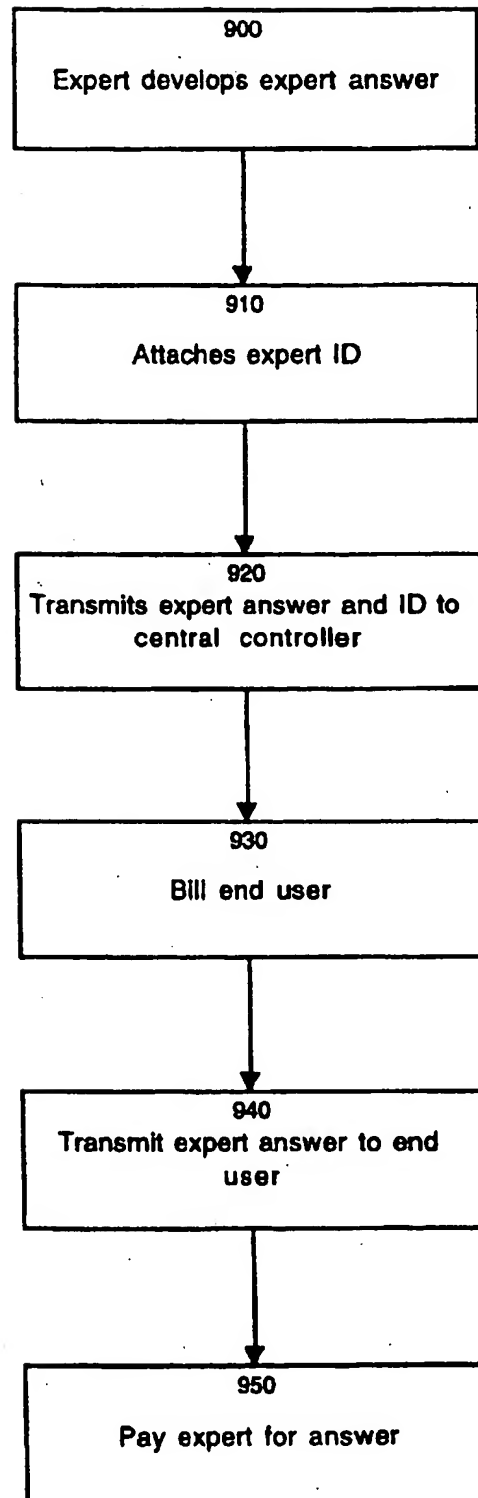 900
Expert develops expert answer
910
Attaches expert ID
920
Transmits expert answer and ID to
central controller
930
Bill end user
940
Transmit expert answer to end
user
950
Pay expert for answer